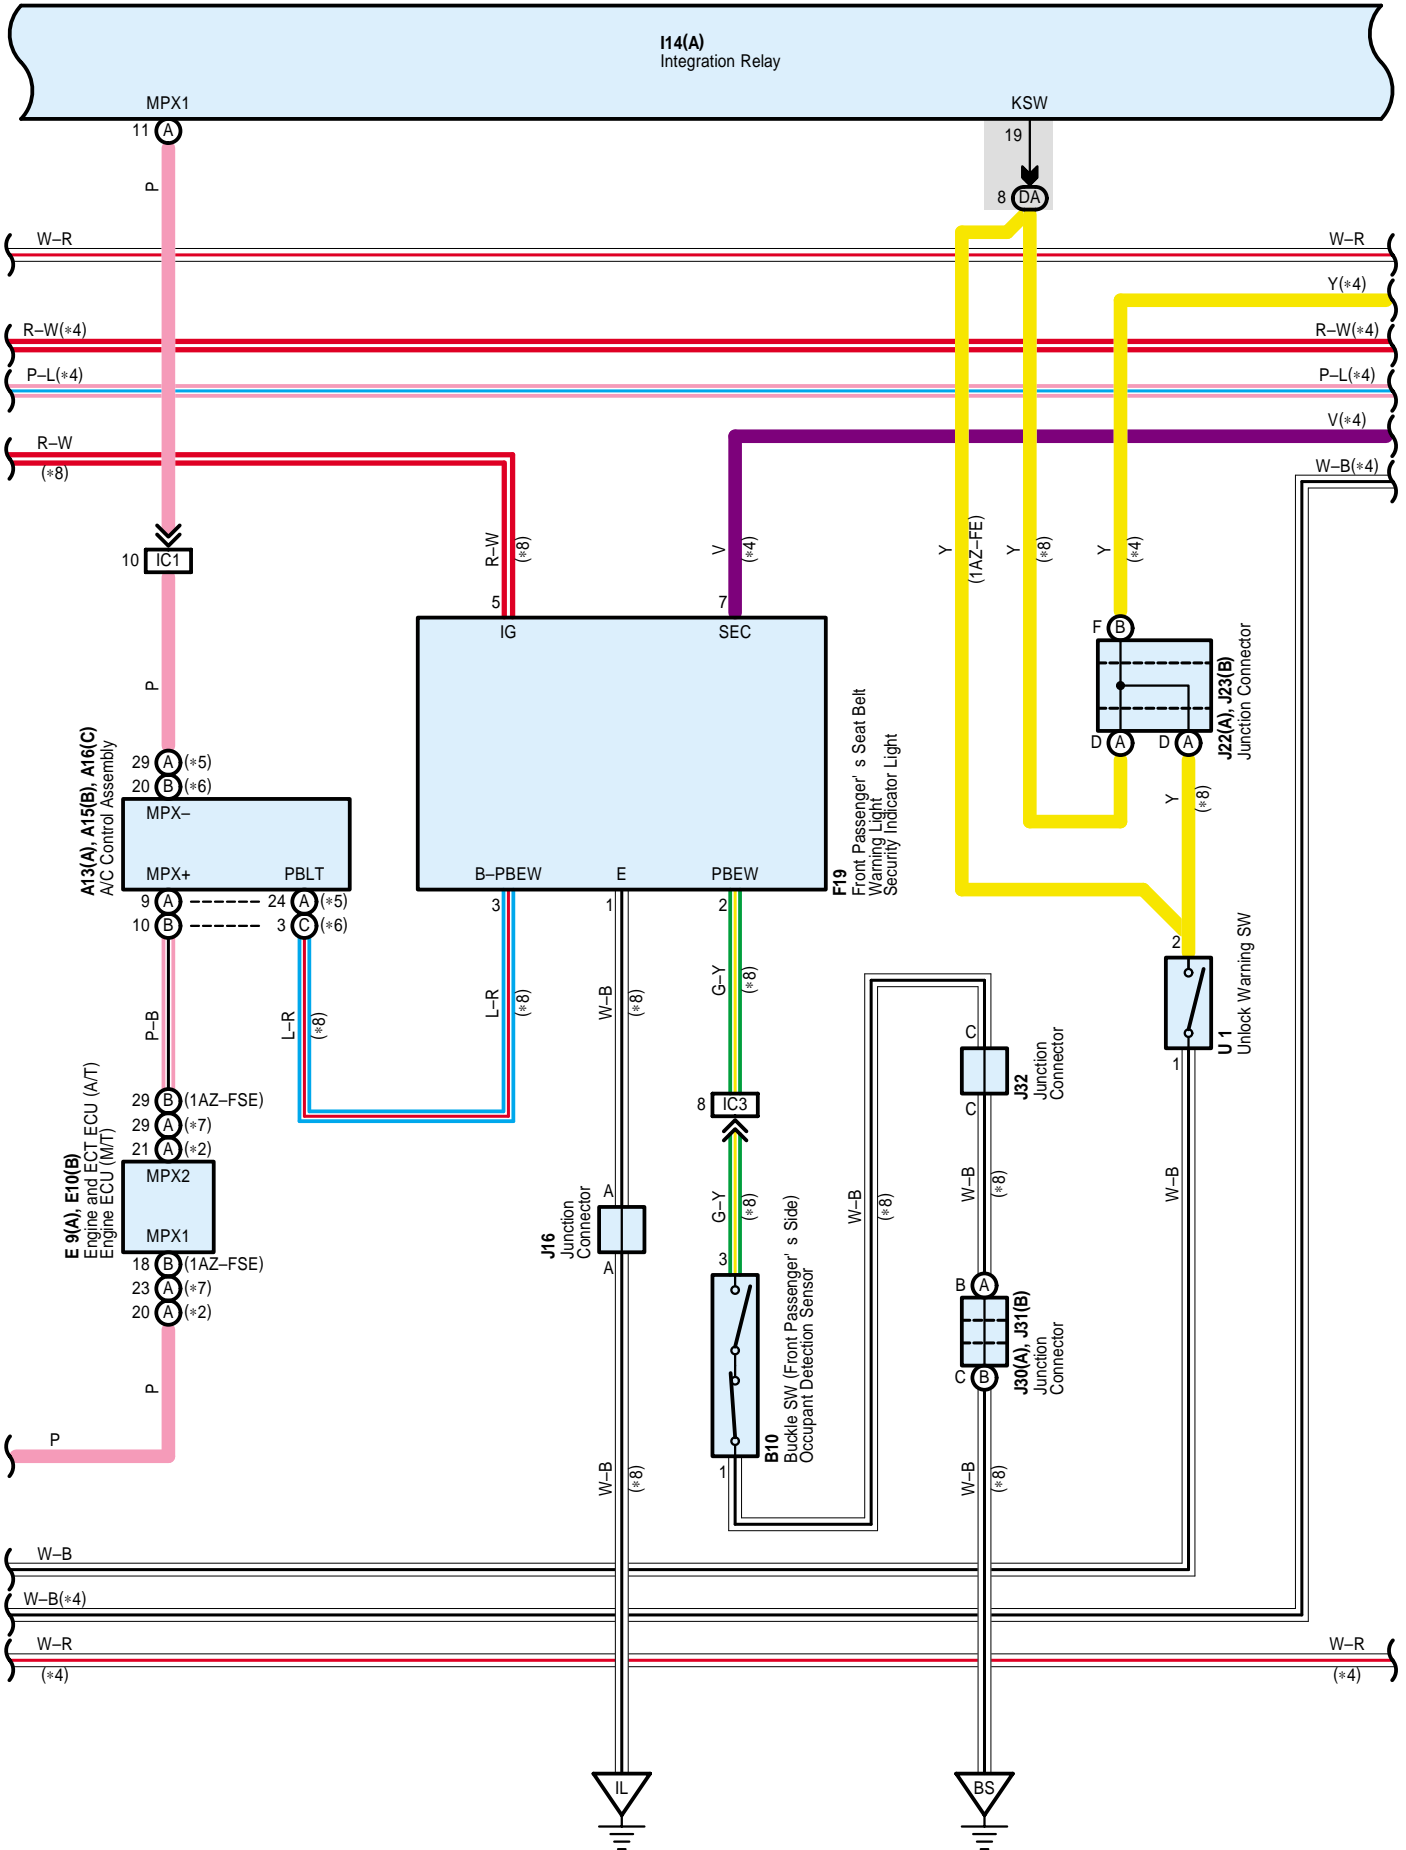 I14(A)
Integration Relay
MPX1
KSW
11 A
19
8 DA
P
W–R
W–R
Y(∗4)
R–W(∗4)
R–W(∗4)
P–L(∗4)
P–L(∗4)
V(∗4)
R–W
(∗8)
W–B(∗4)
10 IC1
R–W
(∗8)
V
(∗4)
Y
(1AZ–FE)
Y
(∗8)
Y
(∗4)
5
7
IG
SEC
F B
J22(A), J23(B)
Junction Connector
D A
D A
P
29 A (∗5)
20 B (∗6)
A13(A), A15(B), A16(C)
A/C Control Assembly
MPX–
MPX+
PBLT
9 A
24 A (∗5)
10 B
3 C (∗6)
B–PBEW
E
PBEW
3
1
2
F19
Front Passenger' s Seat Belt
Warning Light
Security Indicator Light
Y
(∗8)
2
U 1
Unlock Warning SW
1
P–B
L–R
(∗8)
L–R
(∗8)
W–B
(∗8)
G–Y
(∗8)
C
J32
Junction
Connector
C
8 IC3
29 B (1AZ–FSE)
29 A (∗7)
21 A (∗2)
E 9(A), E10(B)
Engine and ECT ECU (A/T)
Engine ECU (M/T)
MPX2
MPX1
18 B (1AZ–FSE)
23 A (∗7)
20 A (∗2)
A
J16
Junction
Connector
A
G–Y
(∗8)
W–B
(∗8)
W–B
(∗8)
W–B
3
B10
Buckle SW (Front Passenger' s Side)
Occupant Detection Sensor
1
B A
J30(A), J31(B)
Junction
Connector
C B
P
P
W–B
(∗8)
W–B
(∗8)
W–B
W–B(∗4)
W–R
(∗4)
W–R
(∗4)
IL
BS